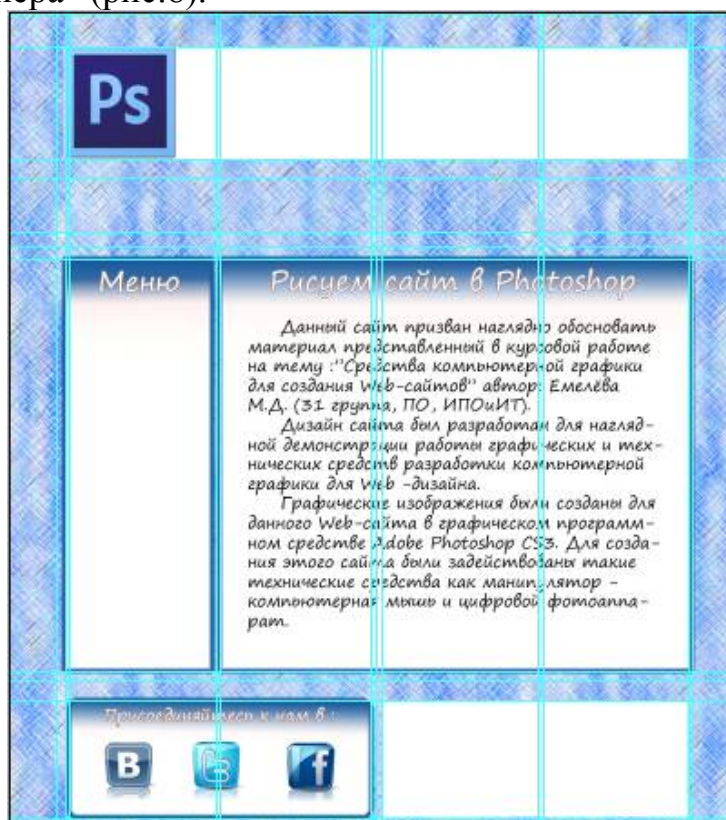 (рис.8).
Ps
Меню
Рисуем сайт в Photoshop
Данный сайт призван наглядно обосновать
материал представленный в курсовой работе
на тему :"Средства компьютерной графики
для создания Web-сайтов" автор: Емелёва
М.Д. (31 группа, ПО, ИПОиИТ).
Дизайн сайта был разработан для нагляд-
ной демонстрации работы графических и тех-
нических средств разработки компьютерной
графики для Web -дизайна.
Графические изображения были созданы для
данного Web-сайта в графическом программ-
ном средстве Adobe Photoshop CS3. Для созда-
ния этого сайта были задействованы такие
технические средства как манипулятор -
компьютерная мышь и цифровой фотоаппа-
рат.
Присоединяйтесь к нам в :
В
t
f